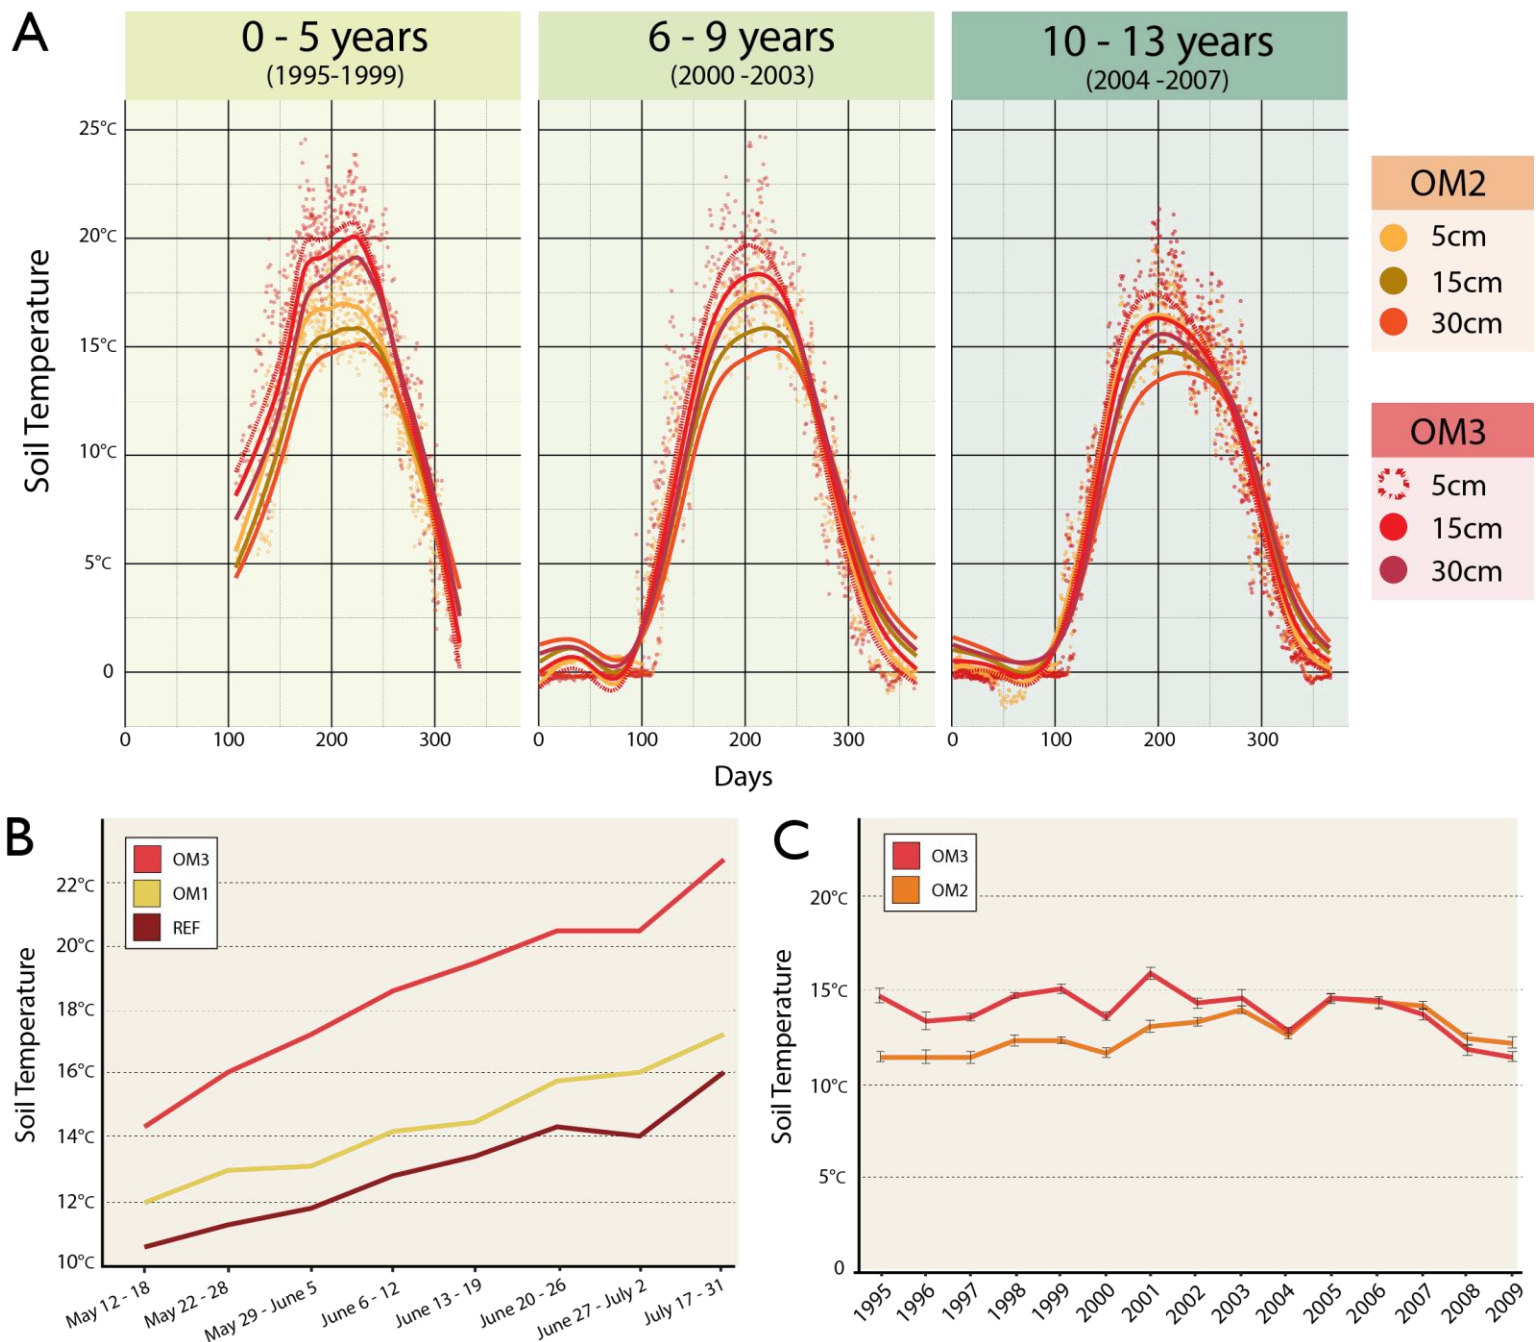 A
0 - 5 years
(1995-1999)
6 - 9 years
(2000 -2003)
10 - 13 years
(2004 -2007)
Soil Temperature
25°C
20°C
15°C
10°C
5°C
0
0 100 200 300
0 100 200 300
0 100 200 300
Days
OM2
5cm
15cm
30cm
OM3
5cm
15cm
30cm
B
OM3
OM1
REF
Soil Temperature
22°C
20°C
18°C
16°C
14°C
12°C
10°C
May 12 - 18
May 22 - 28
May 29 - June 5
June 6 - 12
June 13 - 19
June 20 - 26
June 27 - July 2
July 17 - 31
C
OM3
OM2
Soil Temperature
20°C
15°C
10°C
5°C
0
1995
1996
1997
1998
1999
2000
2001
2002
2003
2004
2005
2006
2007
2008
2009